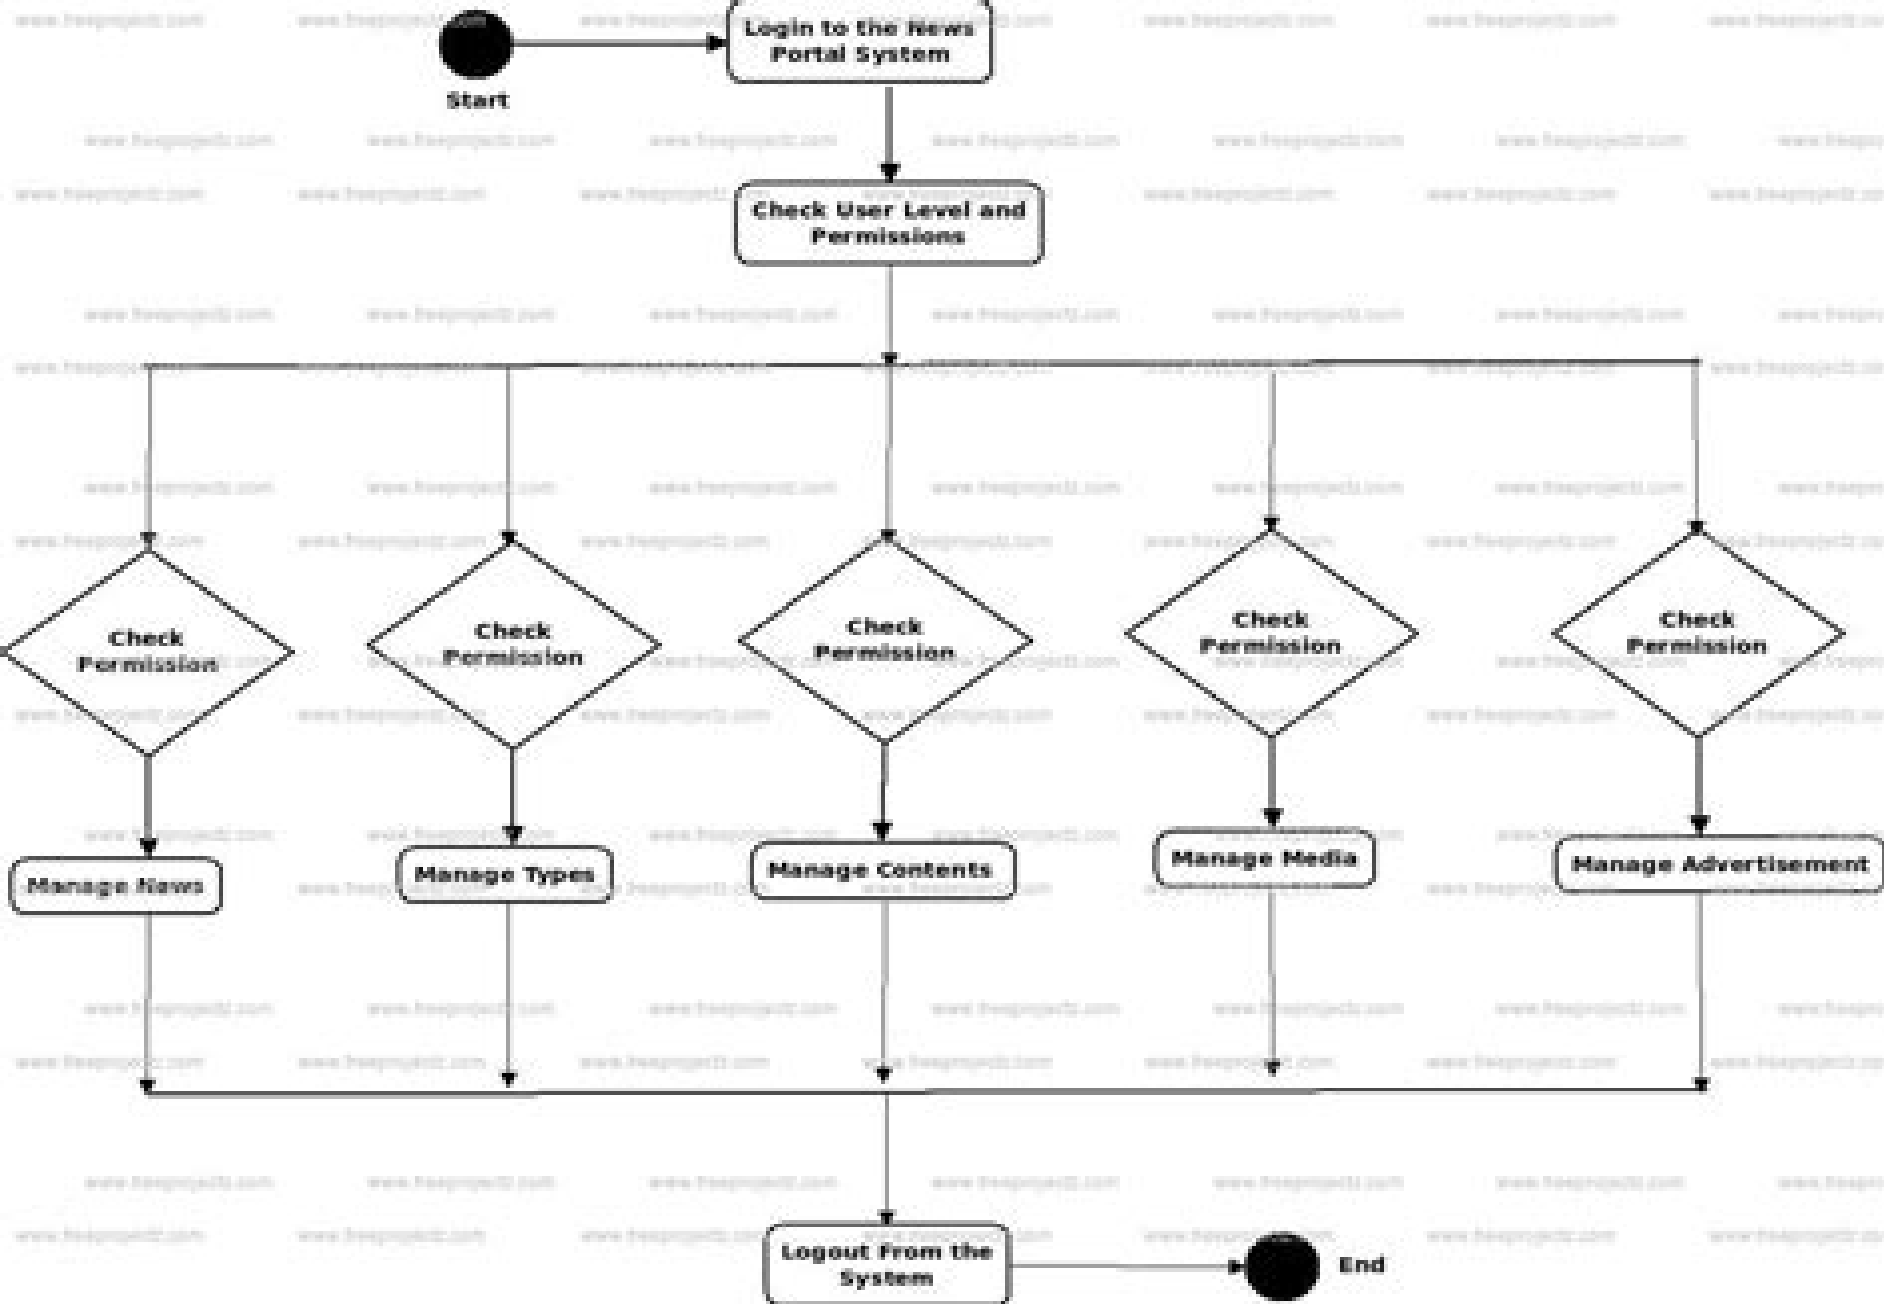 Login to the News
Portal System
Start
Check User Level and
Permissions
Check
Permission
Check
Permission
Check
Permission
Check
Permission
Check
Permission
Manage News
Manage Types
Manage Contents
Manage Media
Manage Advertisement
Logout From the
System
End